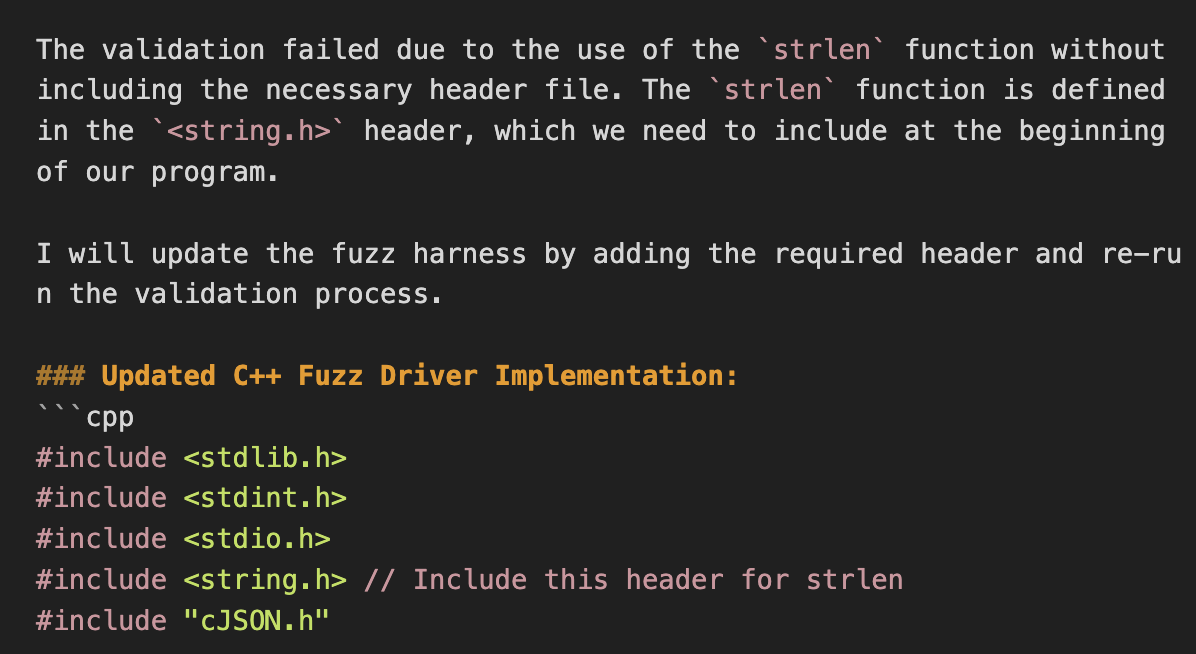 The validation failed due to the use of the `strlen` function without
including the necessary header file. The `strlen` function is defined
in the `<string.h>` header, which we need to include at the beginning
of our program.
I will update the fuzz harness by adding the required header and re-ru
n the validation process.
### Updated C++ Fuzz Driver Implementation:
```cpp
#include <stdlib.h>
#include <stdint.h>
#include <stdio.h>
#include <string.h> // Include this header for strlen
#include "cJSON.h"